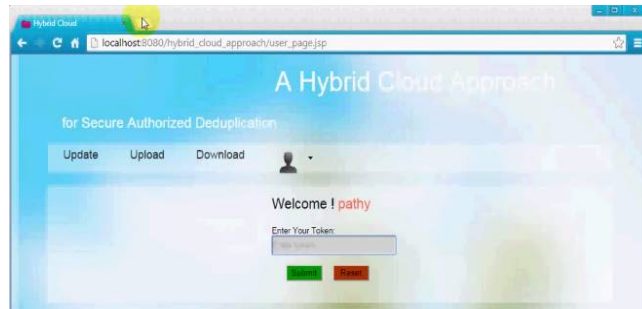 Hybrid Cloud
localhost:8080/hybrid_cloud_approach/user_page.jsp
A Hybrid Cloud Approach
for Secure Authorized Deduplication
Update Upload Download
Welcome ! pathy
Enter Your Token:
Submit Reset